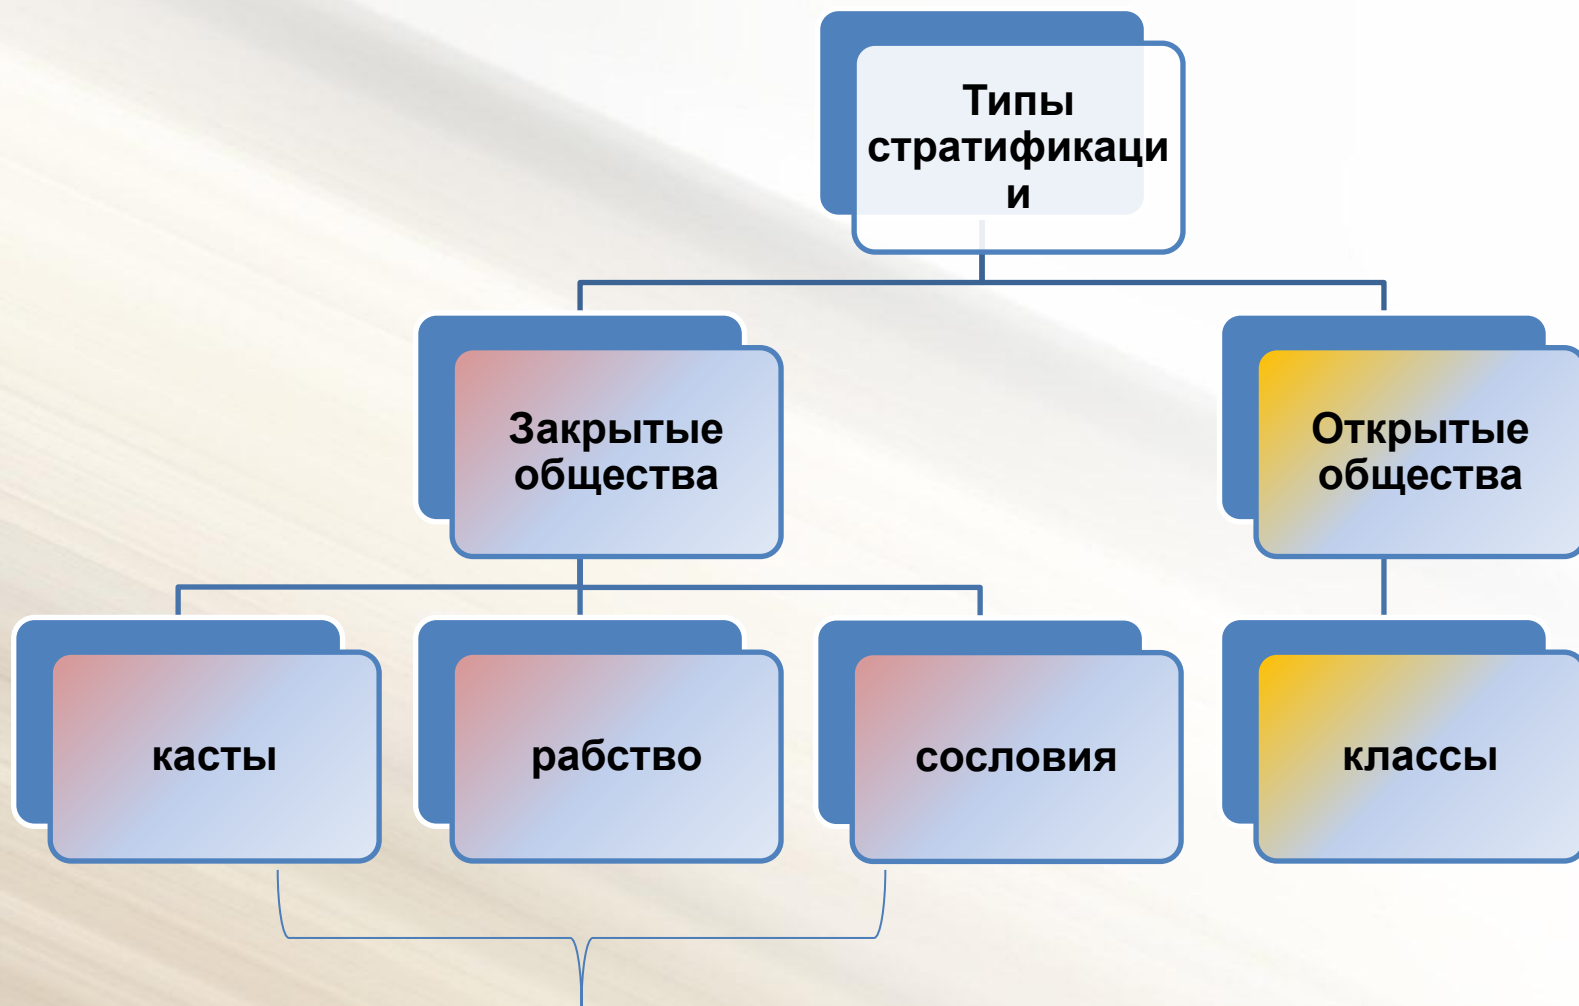 Типы
стратификаци
и
Закрытые
общества
Открытые
общества
касты
рабство
сословия
классы